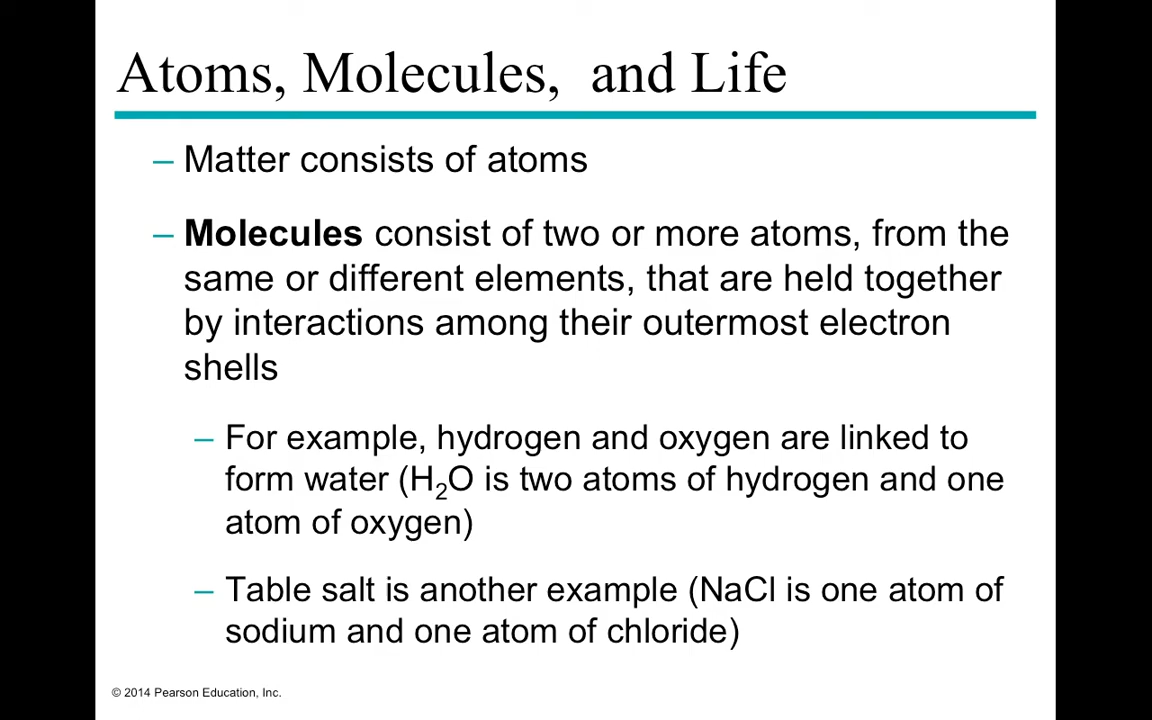 Atoms, Molecules,  and Life
– Matter consists of atoms
– Molecules consist of two or more atoms, from the
same or different elements, that are held together
by interactions among their outermost electron
shells
– For example, hydrogen and oxygen are linked to
form water (H₂O is two atoms of hydrogen and one
atom of oxygen)
– Table salt is another example (NaCl is one atom of
sodium and one atom of chloride)
© 2014 Pearson Education, Inc.